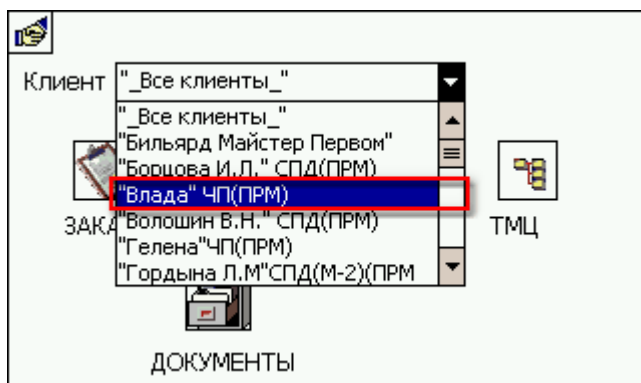 Клиент "_Все клиенты_"
"_Все клиенты_"
"Бильярд Майстер Первом"
"Борцова И.Л." СПД(ПРМ)
"Влада" ЧП(ПРМ)
"Волошин В.Н." СПД(ПРМ)
"Гелена"ЧП(ПРМ)
"Гордына Л.М"СПД(М-2)(ПРМ
ЗАКА
ТМЦ
ДОКУМЕНТЫ